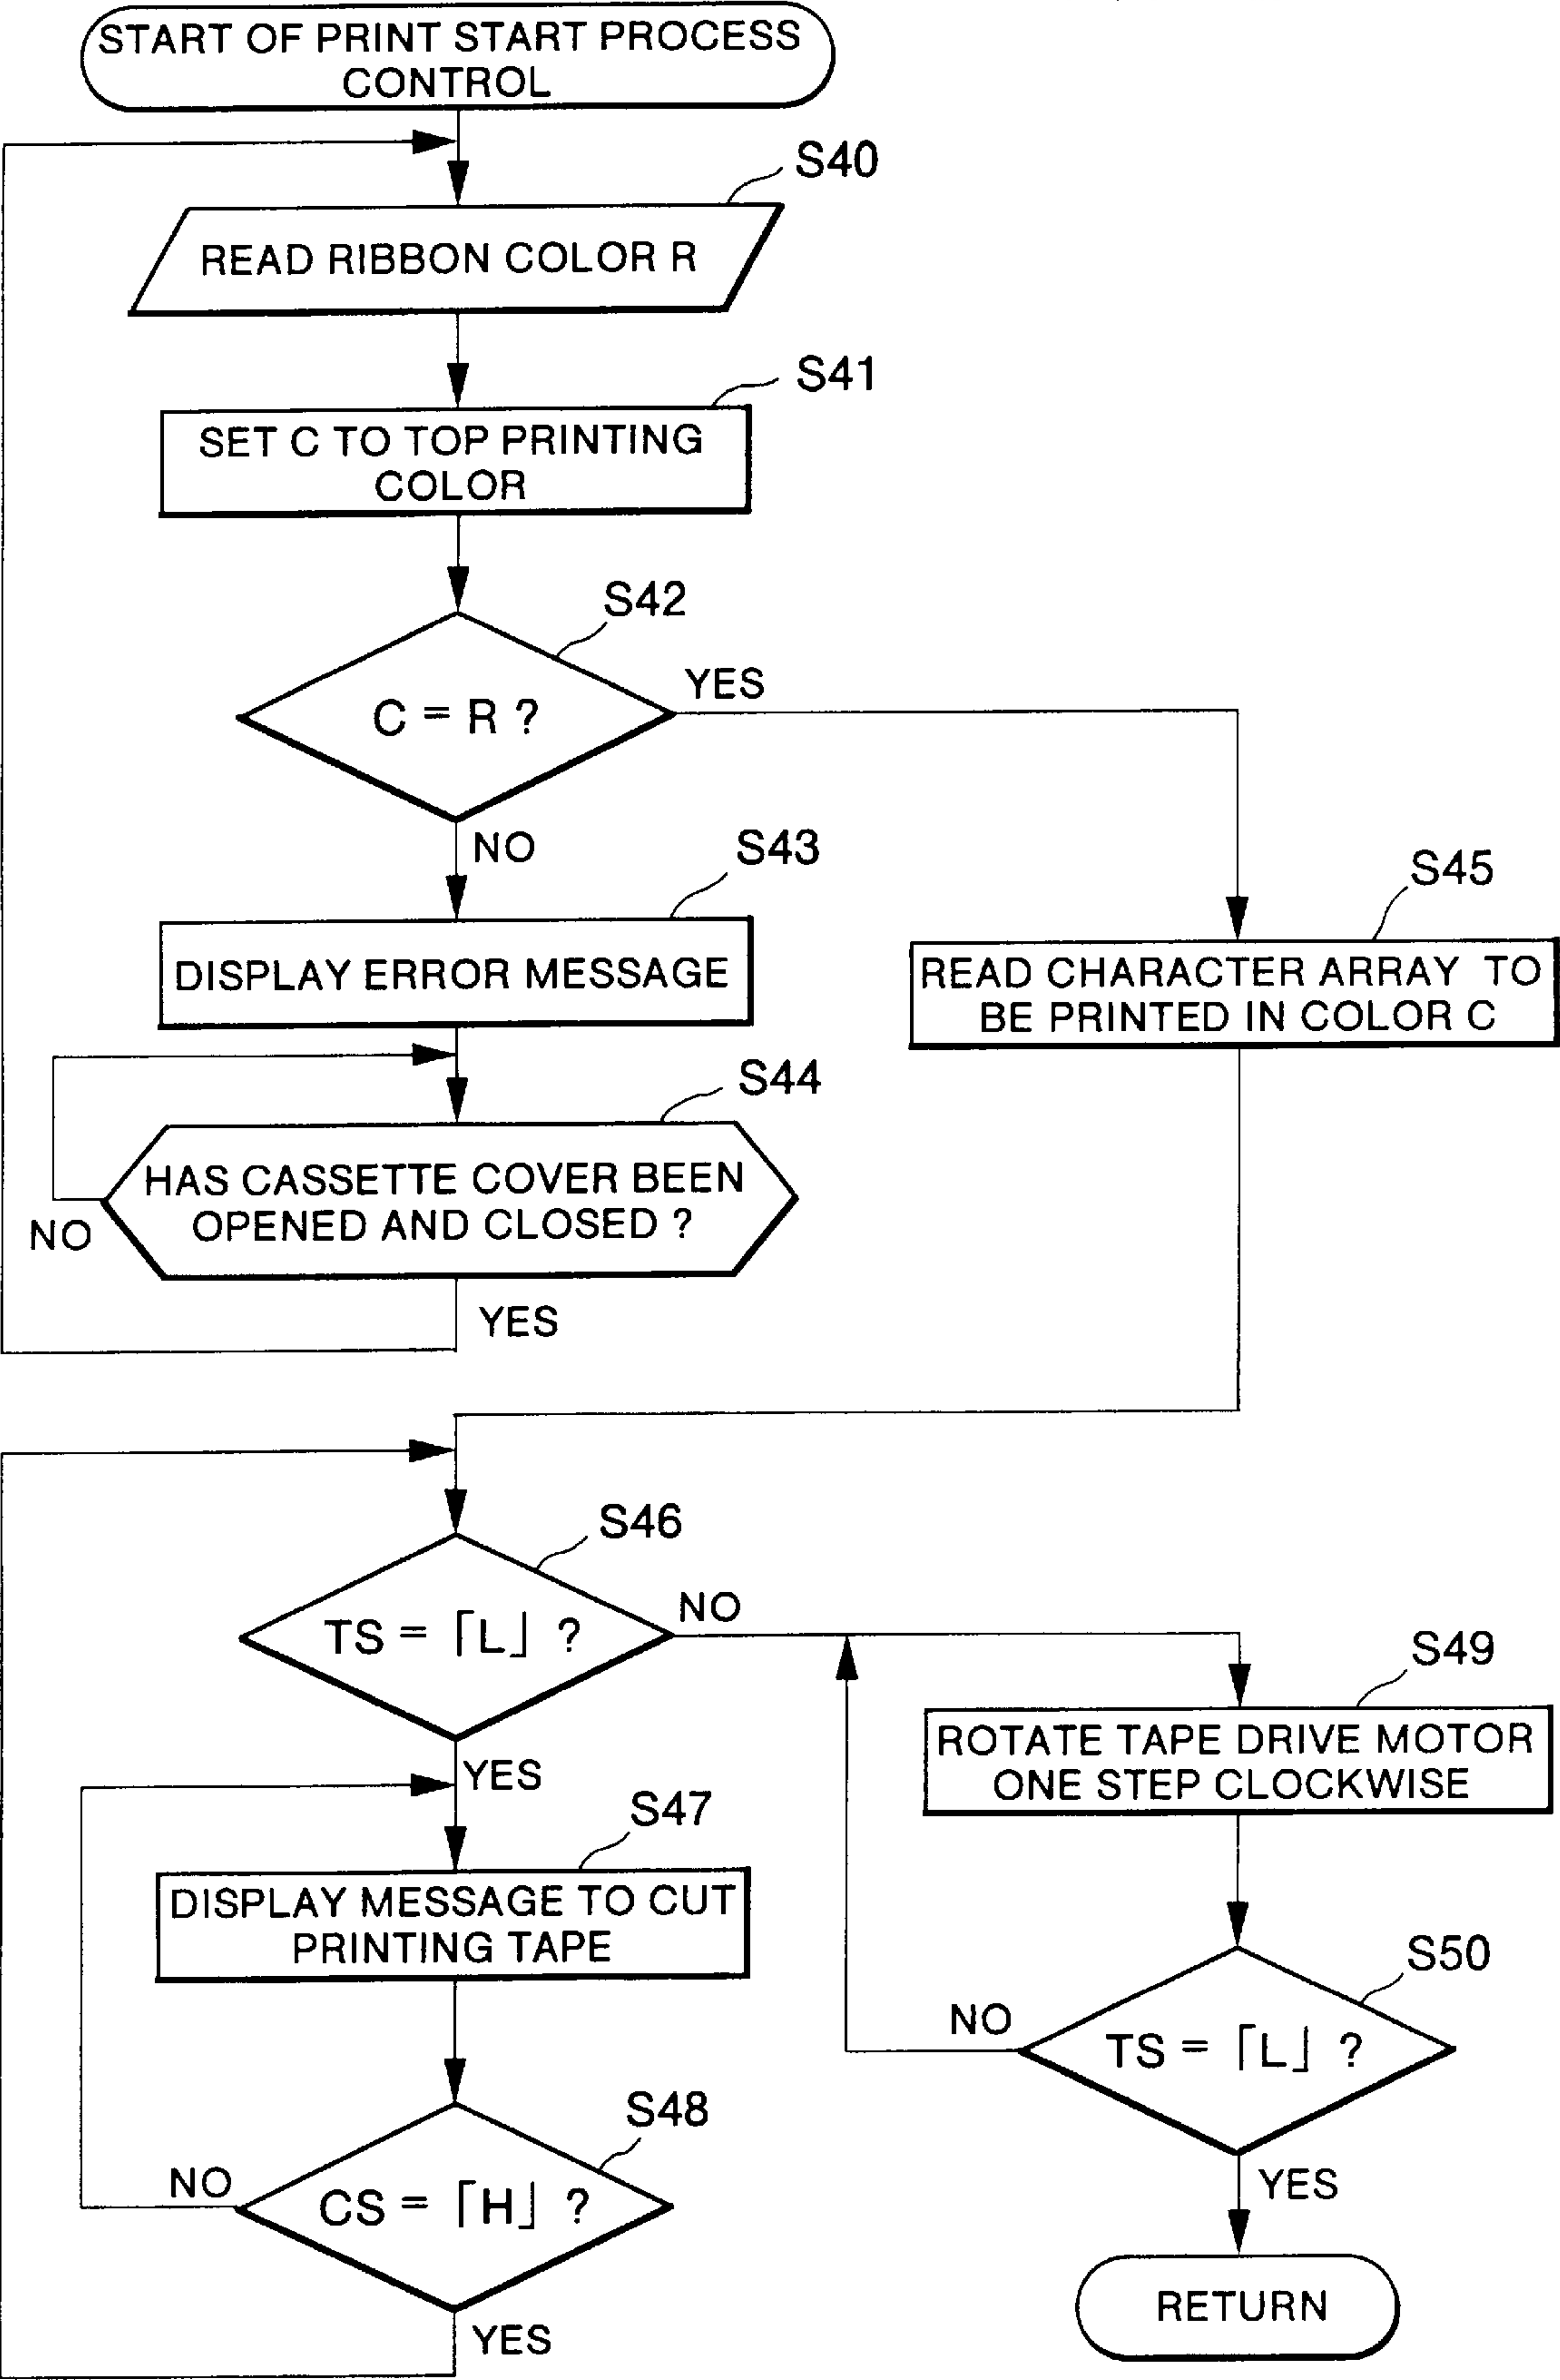 START OF PRINT START PROCESS
CONTROL
S40
READ RIBBON COLOR R
S41
SET C TO TOP PRINTING
COLOR
S42
C = R ?
YES
NO
S43
DISPLAY ERROR MESSAGE
S45
READ CHARACTER ARRAY TO
BE PRINTED IN COLOR C
S44
HAS CASSETTE COVER BEEN
OPENED AND CLOSED ?
NO
YES
S46
TS = ⌈L⌋ ?
NO
YES
S49
ROTATE TAPE DRIVE MOTOR
ONE STEP CLOCKWISE
S47
DISPLAY MESSAGE TO CUT
PRINTING TAPE
S50
TS = ⌈L⌋ ?
NO
YES
S48
CS = ⌈H⌋ ?
NO
YES
RETURN